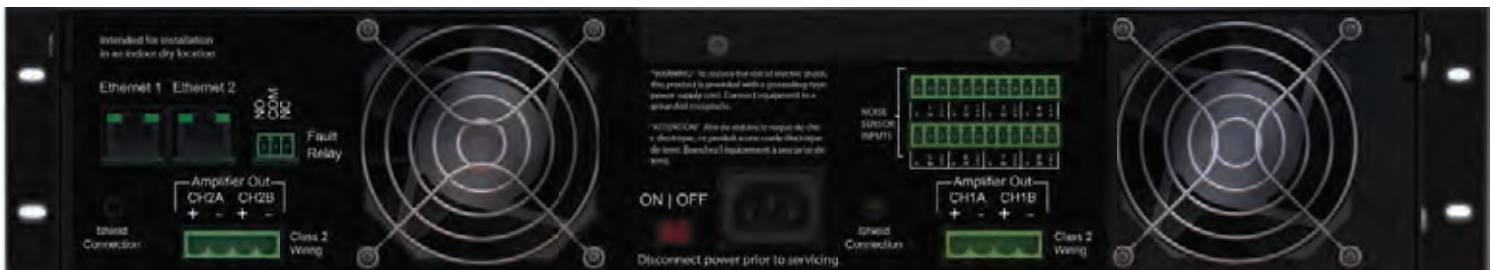 Intended for installation
in an indoor dry location
Ethernet 1 Ethernet 2
NO
COM
NC
Fault
Relay
Amplifier Out
CH2A CH2B
+ - + -
Shield
Connection
Class 2
Wiring
"WARNING" To reduce the risk of electric shock,
this product is provided with a grounding type
power supply cord. Connect equipment to a
grounded receptacle.
"ATTENTION"
ON | OFF
Disconnect power prior to servicing.
NOISE
SENSOR
INPUTS
Amplifier Out
CH1A CH1B
+ - + -
Shield
Connection
Class 2
Wiring